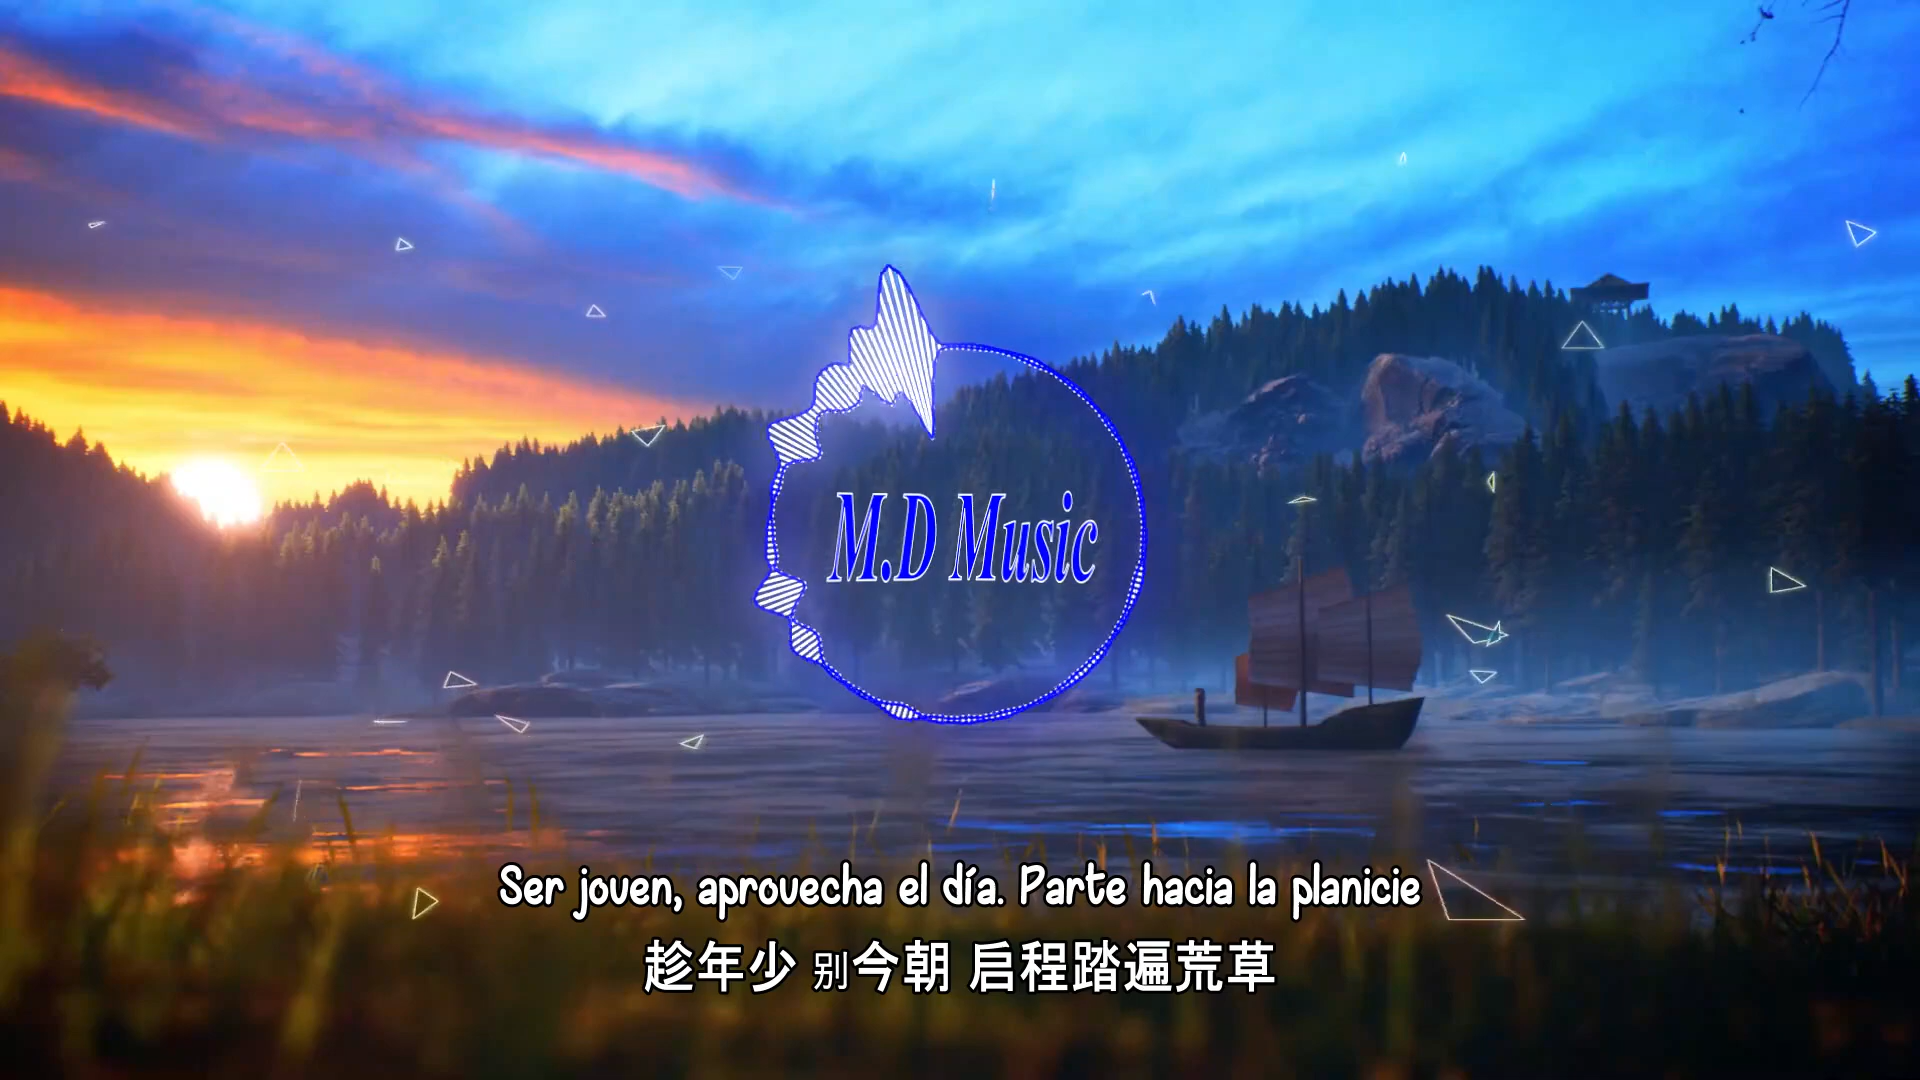 M.D Music
Ser joven, aprovecha el día. Parte hacia la planicie
趁年少 别今朝 启程踏遍荒草